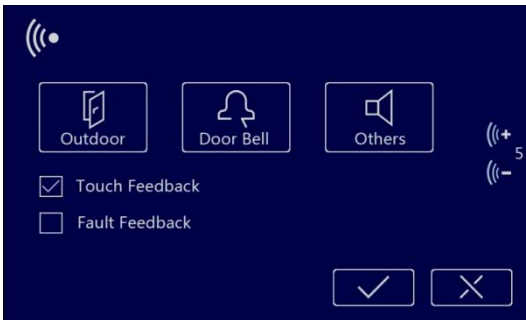 Outdoor
Door Bell
Others
5
Touch Feedback
Fault Feedback